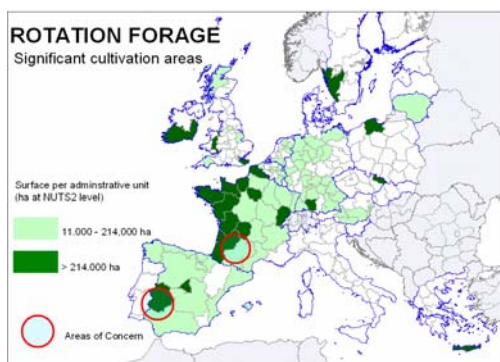 ROTATION FORAGE
Significant cultivation areas
Surface per adminstrative unit
(ha at NUTS2 level)
11.000 - 214,000 ha
> 214.000 ha
Areas of Concern